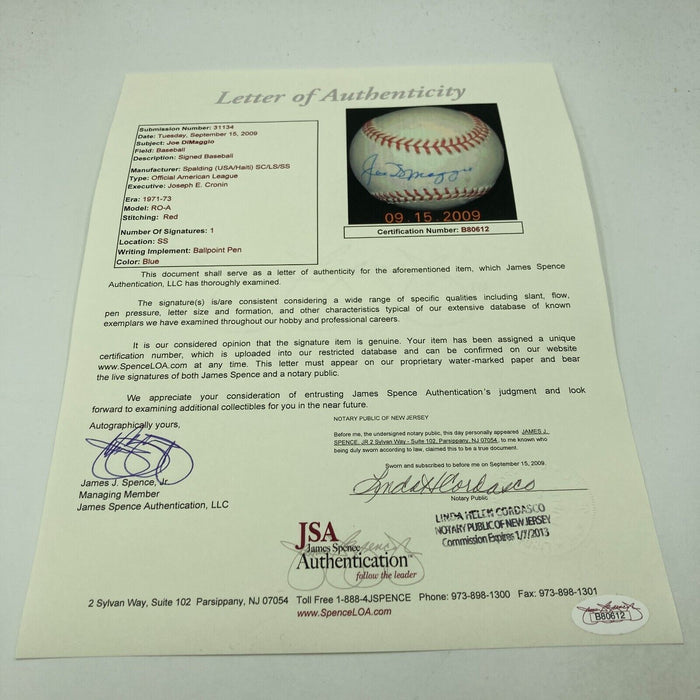 Letter of Authenticity
Submission Number: 31134
Date: Tuesday, September 15, 2009
Subject: Joe DiMaggio
Field: Baseball
Description: Signed Baseball
Manufacturer: Spalding (USA/Haiti) SC/LS/SS
Type: Official American League
Executive: Joseph E. Cronin
Era: 1971-73
Model: RO-A
Stitching: Red
Number Of Signatures: 1
Location: SS
Writing Implement: Ballpoint Pen
Color: Blue
Joe DiMaggio
09.15.2009
Certification Number: B80612
This document shall serve as a letter of authenticity for the aforementioned item, which James Spence
Authentication, LLC has thoroughly examined.
The signature(s) is/are consistent considering a wide range of specific qualities including slant, flow,
pen pressure, letter size and formation, and other characteristics typical of our extensive database of known
exemplars we have examined throughout our hobby and professional careers.
It is our considered opinion that the signature item is genuine. Your item has been assigned a unique
certification number, which is uploaded into our restricted database and can be confirmed on our website
www.SpenceLOA.com at any time. This letter must appear on our proprietary water-marked paper and bear
the live signatures of both James Spence and a notary public.
We appreciate your consideration of entrusting James Spence Authentication's judgment and look
forward to examining additional collectibles for you in the near future.
Autographically yours,
James J. Spence, Jr.
Managing Member
James Spence Authentication, LLC
NOTARY PUBLIC OF NEW JERSEY
Before me, the undersigned notary public, this day personally appeared JAMES J.
SPENCE, JR 2 Sylvan Way - Suite 102, Parsippany, NJ 07054, to me known who
being duly sworn according to law, claimed this to be a true document.
Sworn and subscribed to before me on September 15, 2009.
Lynda H Cordasco
Notary Public
LINDA HELEN CORDASCO
NOTARY PUBLIC OF NEW JERSEY
Commission Expires 1/7/2013
JSA
James Spence
Authentication™
follow the leader
2 Sylvan Way, Suite 102 Parsippany, NJ 07054 Toll Free 1-888-4JSPENCE Phone: 973-898-1300 Fax: 973-898-1301
www.SpenceLOA.com
B80612